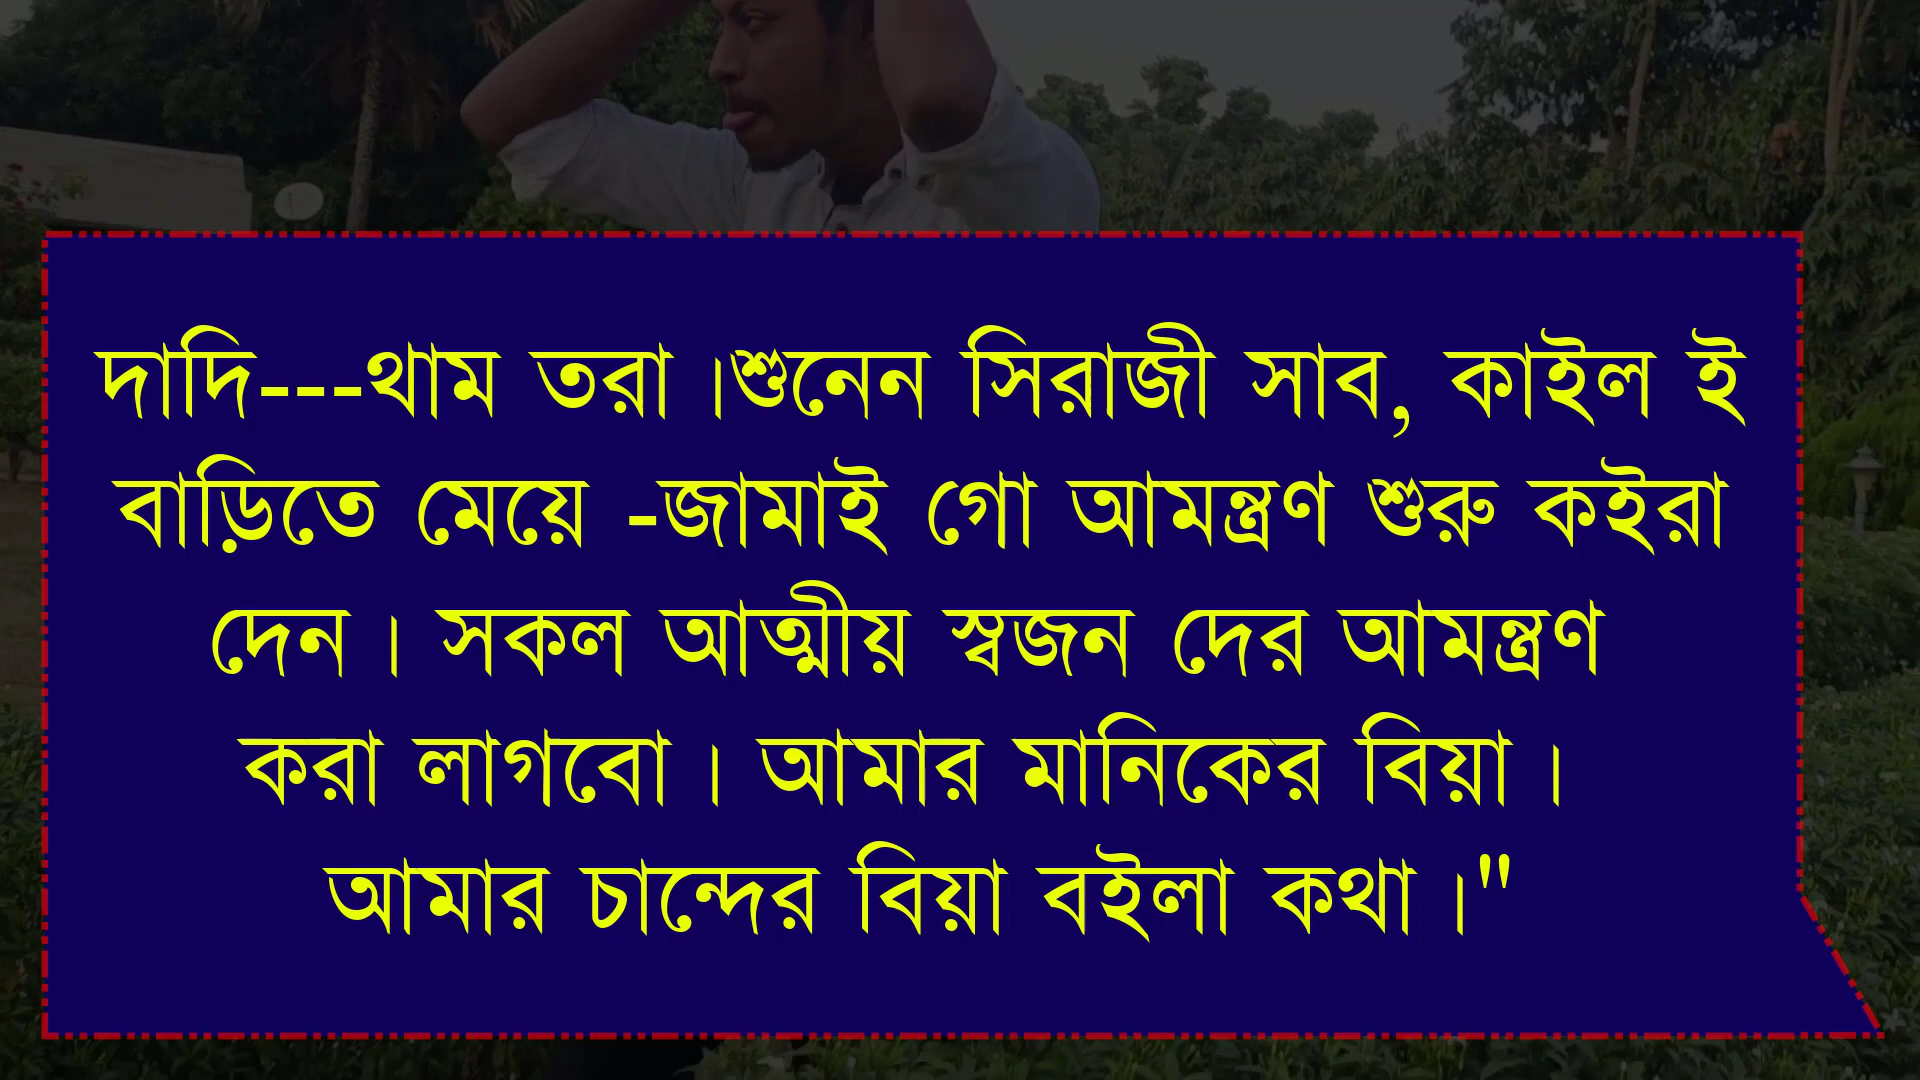 দাদি---থাম তরা ।শুনেন সিরাজী সাব, কাইল ই
বাড়িতে মেয়ে -জামাই গো আমন্ত্রণ শুরু কইরা
দেন । সকল আত্মীয় স্বজন দের আমন্ত্রণ
করা লাগবো । আমার মানিকের বিয়া ।
আমার চান্দের বিয়া বইলা কথা ।"